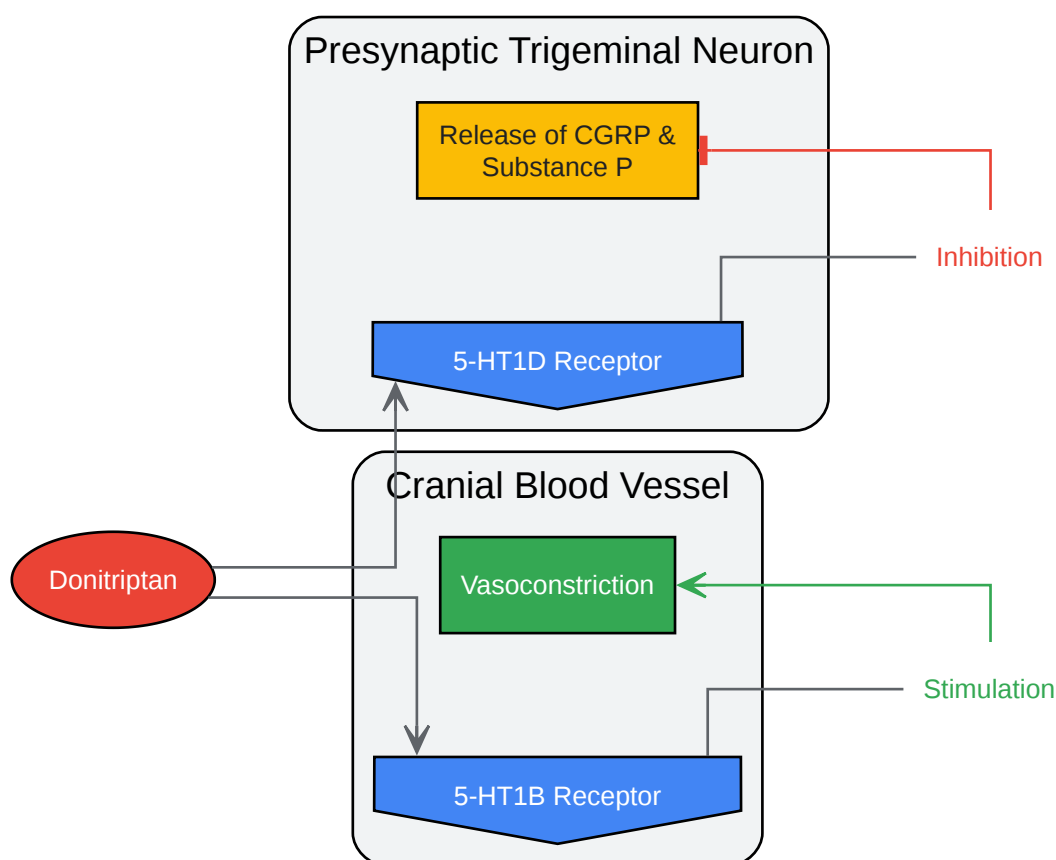 Presynaptic Trigeminal Neuron
Release of CGRP &
Substance P
Inhibition
5-HT1D Receptor
Cranial Blood Vessel
Donitriptan
Vasoconstriction
Stimulation
5-HT1B Receptor